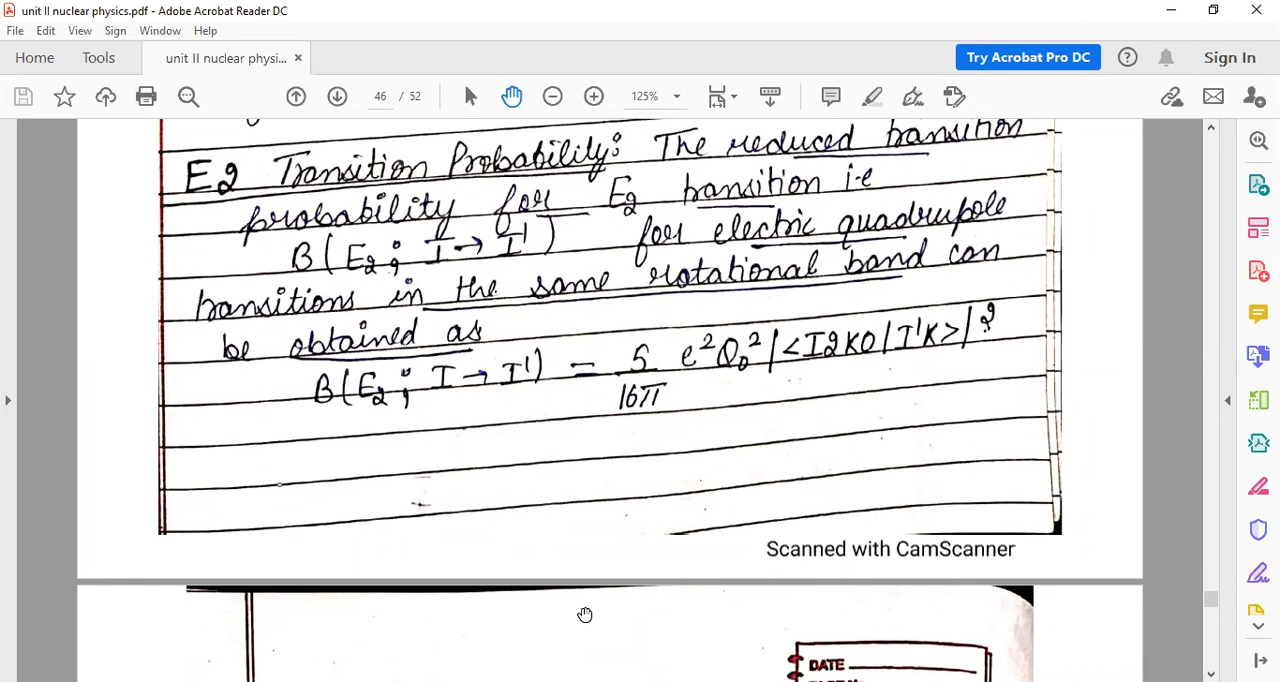 unit II nuclear physics.pdf - Adobe Acrobat Reader DC
File Edit View Sign Window Help
Home Tools unit II nuclear physi... × Try Acrobat Pro DC Sign In
46 / 52 125%
E2 Transition Probability: The reduced transition
probability for E2 transition i.e
B(E2; I → I') for electric quadrupole
transitions in the same rotational band can
be obtained as
B(E2; I → I') = 5/16π e²Q₀² |<I2K0|I'K>|²
Scanned with CamScanner
DATE